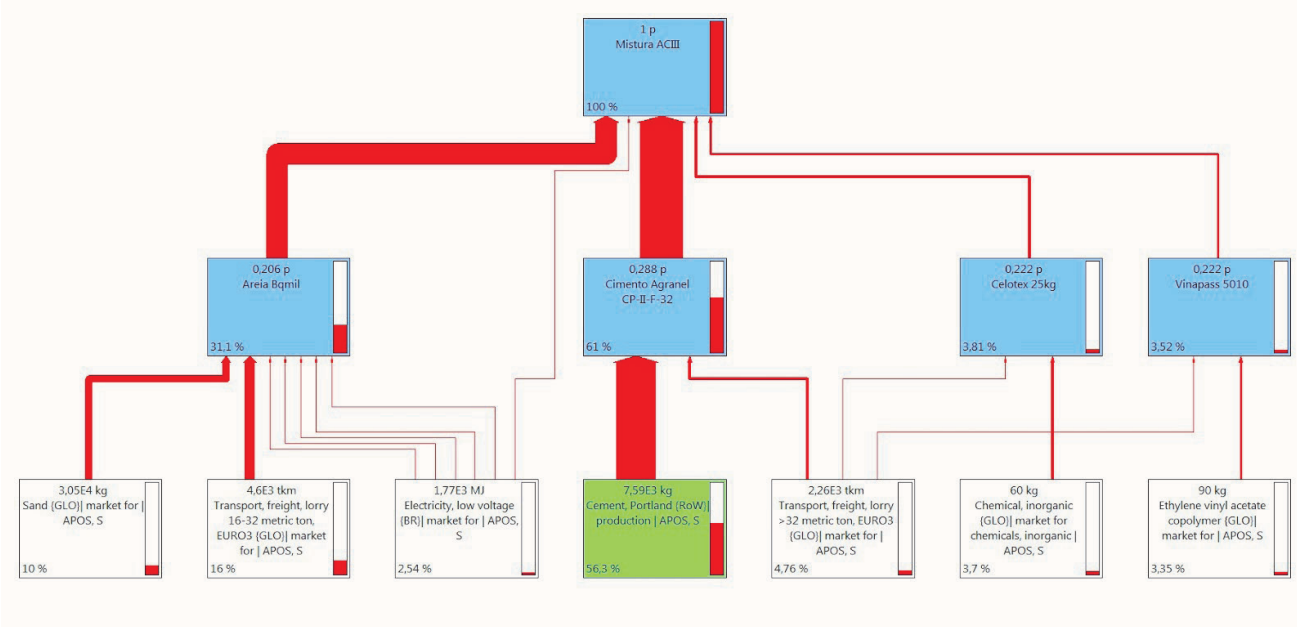 1 p
Mistura ACIII
100 %
0,206 p
Areia Bqmil
31,1 %
0,288 p
Cimento Agranel
CP-II-F-32
61 %
0,222 p
Celotex 25kg
3,81 %
0,222 p
Vinapass 5010
3,52 %
3,05E4 kg
Sand (GLO)| market for |
APOS, S
10 %
4,6E3 tkm
Transport, freight, lorry
16-32 metric ton,
EURO3 (GLO)| market
for | APOS, S
16 %
1,77E3 MJ
Electricity, low voltage
(BR)| market for | APOS,
S
2,54 %
7,59E3 kg
Cement, Portland (RoW)|
production | APOS, S
56,3 %
2,26E3 tkm
Transport, freight, lorry
>32 metric ton, EURO3
(GLO)| market for |
APOS, S
4,76 %
60 kg
Chemical, inorganic
(GLO)| market for
chemicals, inorganic |
APOS, S
3,7 %
90 kg
Ethylene vinyl acetate
copolymer (GLO)|
market for | APOS, S
3,35 %